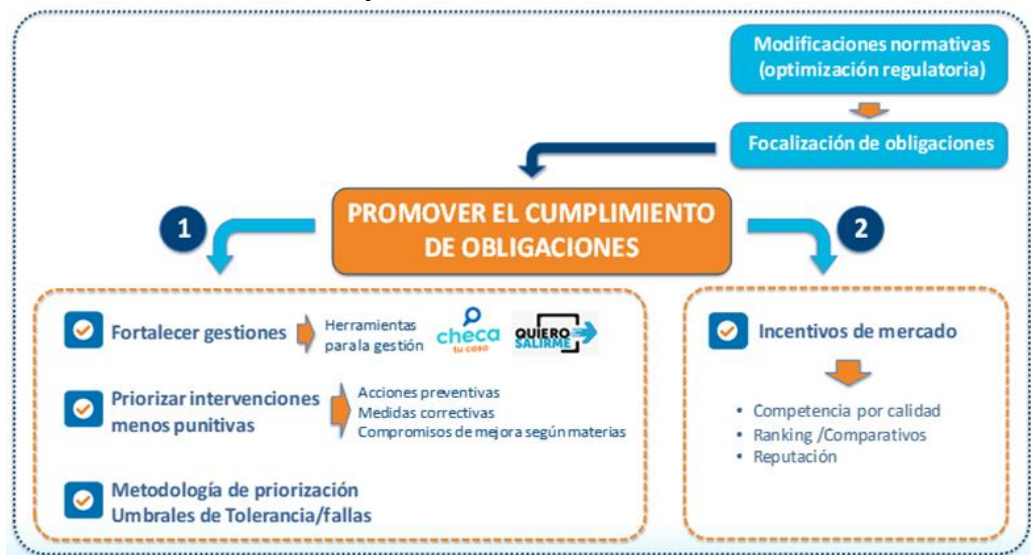 Modificaciones normativas
(optimización regulatoria)
Focalización de obligaciones
PROMOVER EL CUMPLIMIENTO
DE OBLIGACIONES
1
2
Fortalecer gestiones
Herramientas
para la gestión
checa
tu caso
QUIERO
SALIRME
Priorizar intervenciones
menos punitivas
Acciones preventivas
Medidas correctivas
Compromisos de mejora según materias
Metodología de priorización
Umbrales de Tolerancia/fallas
Incentivos de mercado
• Competencia por calidad
• Ranking /Comparativos
• Reputación